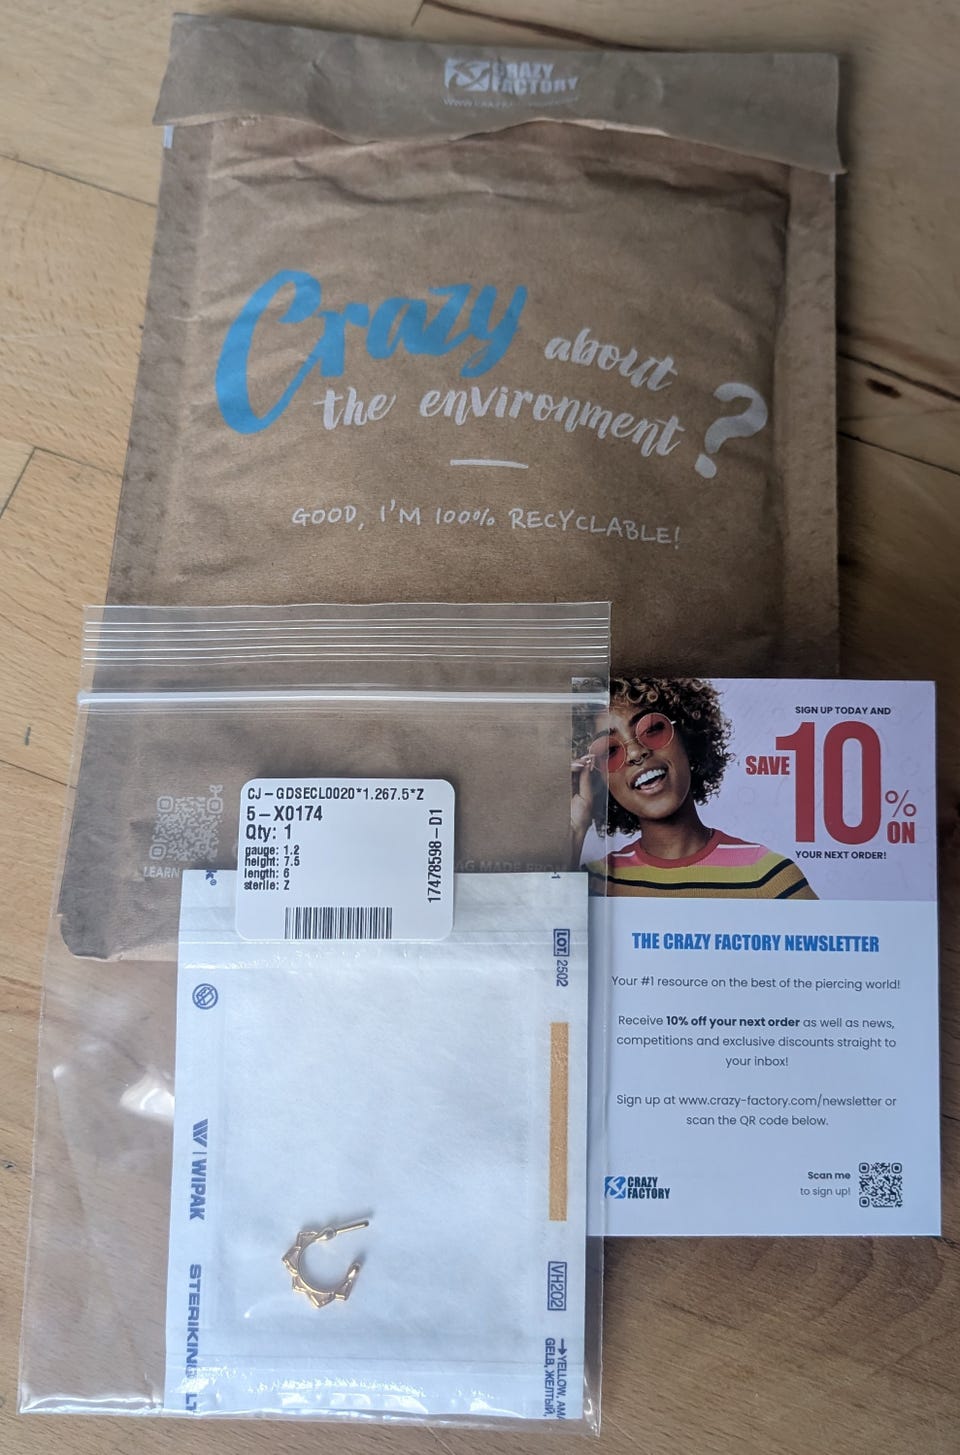 CRAZY
FACTORY
Crazy about
the environment?
GOOD, I'M 100% RECYCLABLE!
CJ-GDSECL0020*1.267.5*Z
5-X0174
Qty: 1
gauge: 1.2
height: 7.5
length: 6
sterile: Z
17478598-D1
LEARN
MADE FROM
LOT 2502
WIPAK
STERIKING
VH202
→YELLOW,
GELB, ЖЕЛТЫЙ,
SIGN UP TODAY AND
SAVE 10% ON
YOUR NEXT ORDER!
THE CRAZY FACTORY NEWSLETTER
Your #1 resource on the best of the piercing world!
Receive 10% off your next order as well as news,
competitions and exclusive discounts straight to
your inbox!
Sign up at www.crazy-factory.com/newsletter or
scan the QR code below.
CRAZY
FACTORY
Scan me
to sign up!